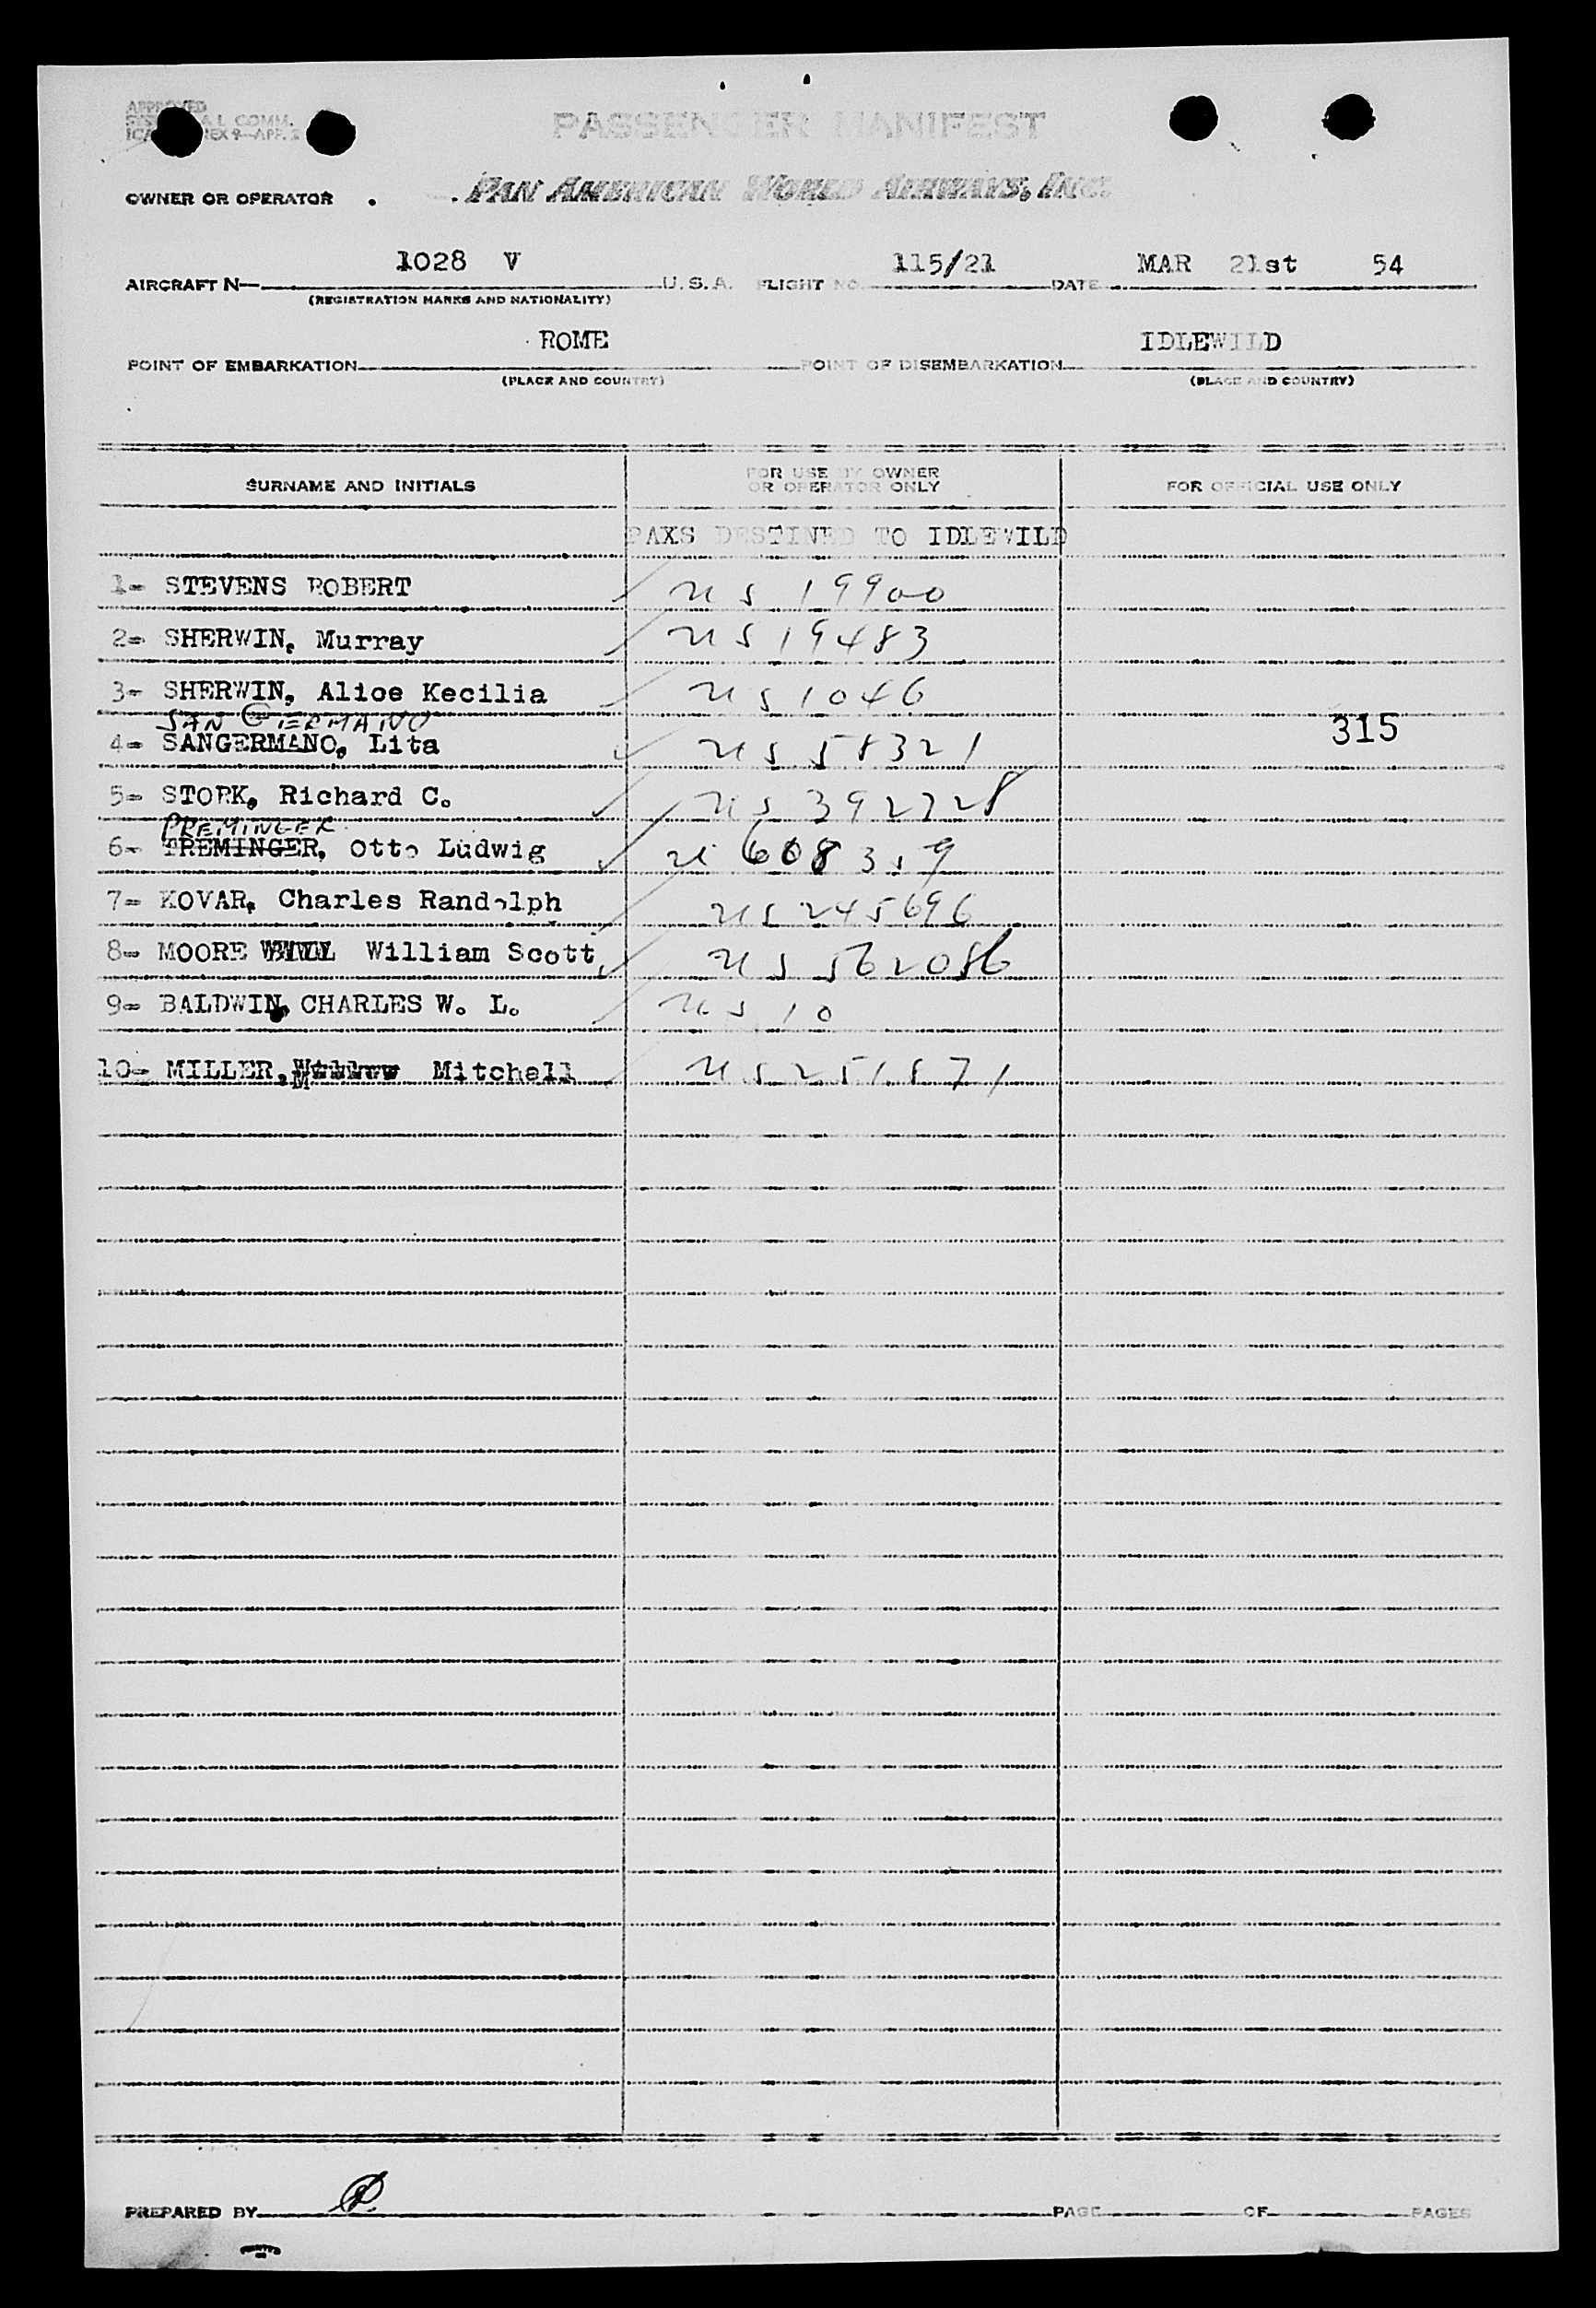 APPROVED
PASSENGER MANIFEST
OWNER OR OPERATOR . PAN AMERICAN WORLD AIRWAYS, INC.
AIRCRAFT N— 1028 V U. S. A. FLIGHT NO. 115/21 DATE MAR 21st 54
(REGISTRATION MARKS AND NATIONALITY)
POINT OF EMBARKATION ROME POINT OF DISEMBARKATION IDLEWILD
(PLACE AND COUNTRY) (PLACE AND COUNTRY)
SURNAME AND INITIALS FOR USE BY OWNER OR OPERATOR ONLY FOR OFFICIAL USE ONLY
PAXS DESTINED TO IDLEWILD
1- STEVENS ROBERT US 19900
2- SHERWIN, Murray US 19483
3- SHERWIN, Alice Kecilia US 1046
SAN GERMANO
4- SANGERMANO, Lita US 58321 315
5- STORK, Richard C. US 392728
PREMINGER
6- TREMINGER, Otto Ludwig U 608359
7- KOVAR, Charles Randolph US 245696
8- MOORE William Scott US 562086
9- BALDWIN, CHARLES W. L. US 10
10- MILLER, Mitchell US 251571
PREPARED BY PAGE OF PAGES
PRINTED